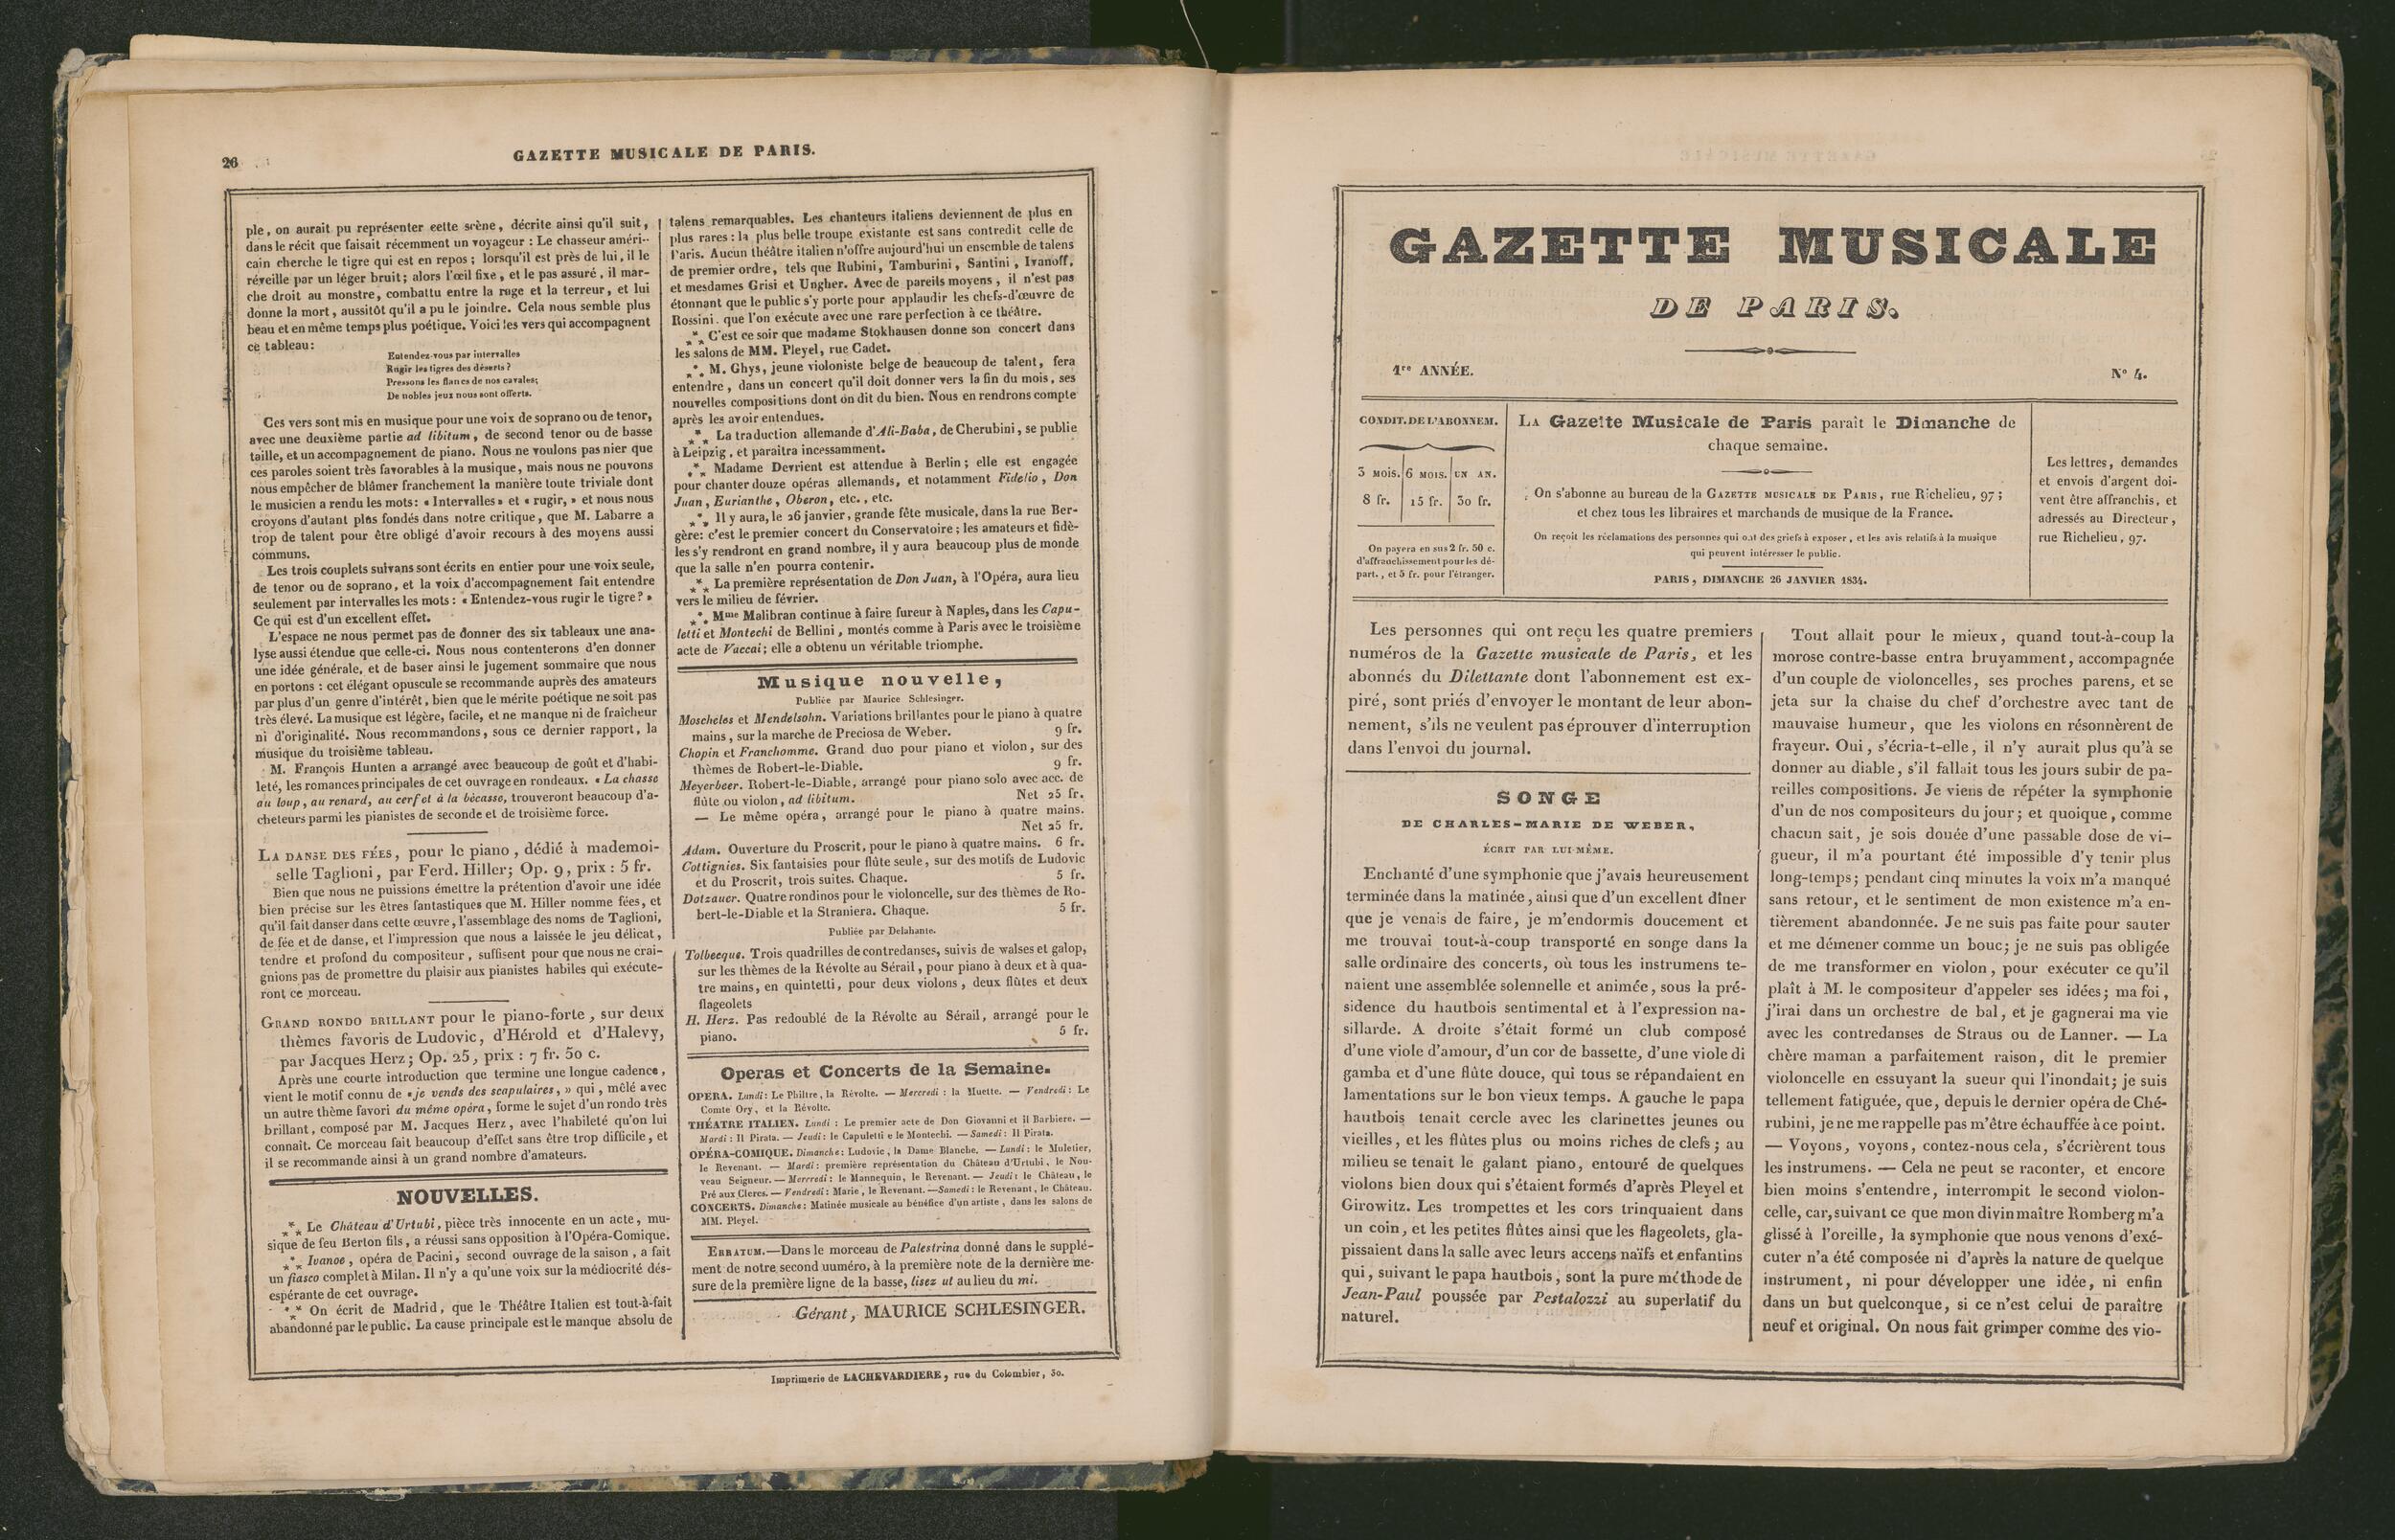 26
GAZETTE MUSICALE DE PARIS.
ple, on aurait pu représenter cette scène, décrite ainsi qu'il suit,
dans le récit que faisait récemment un voyageur : Le chasseur améri-
cain cherche le tigre qui est en repos ; lorsqu'il est près de lui, il le
réveille par un léger bruit ; alors l'œil fixe, et le pas assuré, il mar-
che droit au monstre, combattu entre la rage et la terreur, et lui
donne la mort, aussitôt qu'il a pu le joindre. Cela nous semble plus
beau et en même temps plus poétique. Voici les vers qui accompagnent
ce tableau :
Entendez-vous par intervalles
Rugir les tigres des déserts ?
Pressons les flancs de nos cavales ;
De nobles jeux nous sont offerts.
Ces vers sont mis en musique pour une voix de soprano ou de tenor,
avec une deuxième partie ad libitum, de second tenor ou de basse
taille, et un accompagnement de piano. Nous ne voulons pas nier que
ces paroles soient très favorables à la musique, mais nous ne pouvons
nous empêcher de blâmer franchement la manière toute triviale dont
le musicien a rendu les mots : « Intervalles » et « rugir, » et nous nous
croyons d'autant plus fondés dans notre critique, que M. Labarre a
trop de talent pour être obligé d'avoir recours à des moyens aussi
communs.
Les trois couplets suivans sont écrits en entier pour une voix seule,
de tenor ou de soprano, et la voix d'accompagnement fait entendre
seulement par intervalles les mots : « Entendez-vous rugir le tigre ? »
Ce qui est d'un excellent effet.
L'espace ne nous permet pas de donner des six tableaux une ana-
lyse aussi étendue que celle-ci. Nous nous contenterons d'en donner
une idée générale, et de baser ainsi le jugement sommaire que nous
en portons : cet élégant opuscule se recommande auprès des amateurs
par plus d'un genre d'intérêt, bien que le mérite poétique ne soit pas
très élevé. La musique est légère, facile, et ne manque ni de fraîcheur
ni d'originalité. Nous recommandons, sous ce dernier rapport, la
musique du troisième tableau.
M. François Hunten a arrangé avec beaucoup de goût et d'habi-
leté, les romances principales de cet ouvrage en rondeaux. « La chasse
au loup, au renard, au cerf et à la bécasse, trouveront beaucoup d'a-
cheteurs parmi les pianistes de seconde et de troisième force.
LA DANSE DES FÉES, pour le piano, dédié à mademoi-
selle Taglioni, par Ferd. Hiller ; Op. 9, prix : 5 fr.
Bien que nous ne puissions émettre la prétention d'avoir une idée
bien précise sur les êtres fantastiques que M. Hiller nomme fées, et
qu'il fait danser dans cette œuvre, l'assemblage des noms de Taglioni,
de fée et de danse, et l'impression que nous a laissée le jeu délicat,
tendre et profond du compositeur, suffisent pour que nous ne crai-
gnions pas de promettre du plaisir aux pianistes habiles qui exécute-
ront ce morceau.
GRAND RONDO BRILLANT pour le piano-forte, sur deux
thèmes favoris de Ludovic, d'Hérold et d'Halevy,
par Jacques Herz ; Op. 25, prix : 7 fr. 50 c.
Après une courte introduction que termine une longue cadence,
vient le motif connu de « je vends des scapulaires, » qui, mêlé avec
un autre thème favori du même opéra, forme le sujet d'un rondo très
brillant, composé par M. Jacques Herz, avec l'habileté qu'on lui
connaît. Ce morceau fait beaucoup d'effet sans être trop difficile, et
il se recommande ainsi à un grand nombre d'amateurs.
NOUVELLES.
*** Le Château d'Urtubi, pièce très innocente en un acte, mu-
sique de feu Berton fils, a réussi sans opposition à l'Opéra-Comique.
*** Ivanoe, opéra de Pacini, second ouvrage de la saison, a fait
un fiasco complet à Milan. Il n'y a qu'une voix sur la médiocrité dés-
espérante de cet ouvrage.
*** On écrit de Madrid, que le Théâtre Italien est tout-à-fait
abandonné par le public. La cause principale est le manque absolu de
talens remarquables. Les chanteurs italiens deviennent de plus en
plus rares : la plus belle troupe existante est sans contredit celle de
Paris. Aucun théâtre italien n'offre aujourd'hui un ensemble de talens
de premier ordre, tels que Rubini, Tamburini, Santini, Ivanoff,
et mesdames Grisi et Ungher. Avec de pareils moyens, il n'est pas
étonnant que le public s'y porte pour applaudir les chefs-d'œuvre de
Rossini. que l'on exécute avec une rare perfection à ce théâtre.
*** C'est ce soir que madame Stokhausen donne son concert dans
les salons de MM. Pleyel, rue Cadet.
*** M. Ghys, jeune violoniste belge de beaucoup de talent, fera
entendre, dans un concert qu'il doit donner vers la fin du mois, ses
nouvelles compositions dont on dit du bien. Nous en rendrons compte
après les avoir entendues.
*** La traduction allemande d'Ali-Baba, de Cherubini, se publie
à Leipzig, et paraitra incessamment.
*** Madame Devrient est attendue à Berlin ; elle est engagée
pour chanter douze opéras allemands, et notamment Fidelio, Don
Juan, Eurianthe, Oberon, etc., etc.
*** Il y aura, le 26 janvier, grande fête musicale, dans la rue Ber-
gère : c'est le premier concert du Conservatoire ; les amateurs et fidè-
les s'y rendront en grand nombre, il y aura beaucoup plus de monde
que la salle n'en pourra contenir.
*** La première représentation de Don Juan, à l'Opéra, aura lieu
vers le milieu de février.
*** Mme Malibran continue à faire fureur à Naples, dans les Capu-
letti et Montechi de Bellini, montés comme à Paris avec le troisième
acte de Vaccai ; elle a obtenu un véritable triomphe.
Musique nouvelle,
Publiée par Maurice Schlesinger.
Moscheles et Mendelsohn. Variations brillantes pour le piano à quatre
mains, sur la marche de Preciosa de Weber. 9 fr.
Chopin et Franchomme. Grand duo pour piano et violon, sur des
thèmes de Robert-le-Diable. 9 fr.
Meyerbeer. Robert-le-Diable, arrangé pour piano solo avec acc. de
flûte ou violon, ad libitum. Net 25 fr.
— Le même opéra, arrangé pour le piano à quatre mains.
Net 25 fr.
Adam. Ouverture du Proscrit, pour le piano à quatre mains. 6 fr.
Cottignies. Six fantaisies pour flûte seule, sur des motifs de Ludovic
et du Proscrit, trois suites. Chaque. 5 fr.
Dotzauer. Quatre rondinos pour le violoncelle, sur des thèmes de Ro-
bert-le-Diable et la Straniera. Chaque. 5 fr.
Publiée par Delahante.
Tolbecque. Trois quadrilles de contredanses, suivis de walses et galop,
sur les thèmes de la Révolte au Sérail, pour piano à deux et à qua-
tre mains, en quintetti, pour deux violons, deux flûtes et deux
flageolets
H. Herz. Pas redoublé de la Révolte au Sérail, arrangé pour le
piano. 5 fr.
Operas et Concerts de la Semaine.
OPERA. Lundi : Le Philtre, la Révolte. — Mercredi : la Muette. — Vendredi : Le
Comte Ory, et la Révolte.
THÉATRE ITALIEN. Lundi : Le premier acte de Don Giovanni et il Barbiere. —
Mardi : Il Pirata. — Jeudi : le Capuletti e le Montechi. — Samedi : Il Pirata.
OPÉRA-COMIQUE. Dimanche : Ludovic, la Dame Blanche. — Lundi : le Muletier,
le Revenant. — Mardi : première représentation du Château d'Urtubi, le Nou-
veau Seigneur. — Mercredi : le Mannequin, le Revenant. — Jeudi : le Château, le
Pré aux Clercs. — Vendredi : Marie, le Revenant. — Samedi : le Revenant, le Château.
CONCERTS. Dimanche : Matinée musicale au bénéfice d'un artiste, dans les salons de
MM. Pleyel.
ERRATUM. — Dans le morceau de Palestrina donné dans le supplé-
ment de notre second uuméro, à la première note de la dernière me-
sure de la première ligne de la basse, lisez ut au lieu du mi.
Gérant, MAURICE SCHLESINGER.
Imprimerie de LACHEVARDIERE, rue du Colombier, 30.
GAZETTE MUSICALE
DE PARIS.
1re ANNÉE.
N° 4.
CONDIT. DE L'ABONNEM.
3 MOIS. 6 MOIS. UN AN.
8 fr. 15 fr. 30 fr.
On payera en sus 2 fr. 50 c.
d'affranchissement pour les dé-
part., et 5 fr. pour l'étranger.
LA Gazette Musicale de Paris paraît le Dimanche de
chaque semaine.
On s'abonne au bureau de la GAZETTE MUSICALE DE PARIS, rue Richelieu, 97 ;
et chez tous les libraires et marchands de musique de la France.
On reçoit les réclamations des personnes qui ont des griefs à exposer, et les avis relatifs à la musique
qui peuvent intéresser le public.
PARIS, DIMANCHE 26 JANVIER 1834.
Les lettres, demandes
et envois d'argent doi-
vent être affranchis, et
adressés au Directeur,
rue Richelieu, 97.
Les personnes qui ont reçu les quatre premiers
numéros de la Gazette musicale de Paris, et les
abonnés du Dilettante dont l'abonnement est ex-
piré, sont priés d'envoyer le montant de leur abon-
nement, s'ils ne veulent pas éprouver d'interruption
dans l'envoi du journal.
SONGE
DE CHARLES-MARIE DE WEBER,
ÉCRIT PAR LUI-MÊME.
Enchanté d'une symphonie que j'avais heureusement
terminée dans la matinée, ainsi que d'un excellent dîner
que je venais de faire, je m'endormis doucement et
me trouvai tout-à-coup transporté en songe dans la
salle ordinaire des concerts, où tous les instrumens te-
naient une assemblée solennelle et animée, sous la pré-
sidence du hautbois sentimental et à l'expression na-
sillarde. A droite s'était formé un club composé
d'une viole d'amour, d'un cor de bassette, d'une viole di
gamba et d'une flûte douce, qui tous se répandaient en
lamentations sur le bon vieux temps. A gauche le papa
hautbois tenait cercle avec les clarinettes jeunes ou
vieilles, et les flûtes plus ou moins riches de clefs ; au
milieu se tenait le galant piano, entouré de quelques
violons bien doux qui s'étaient formés d'après Pleyel et
Girowitz. Les trompettes et les cors trinquaient dans
un coin, et les petites flûtes ainsi que les flageolets, gla-
pissaient dans la salle avec leurs accens naïfs et enfantins
qui, suivant le papa hautbois, sont la pure méthode de
Jean-Paul poussée par Pestalozzi au superlatif du
naturel.
Tout allait pour le mieux, quand tout-à-coup la
morose contre-basse entra bruyamment, accompagnée
d'un couple de violoncelles, ses proches parens, et se
jeta sur la chaise du chef d'orchestre avec tant de
mauvaise humeur, que les violons en résonnèrent de
frayeur. Oui, s'écria-t-elle, il n'y aurait plus qu'à se
donner au diable, s'il fallait tous les jours subir de pa-
reilles compositions. Je viens de répéter la symphonie
d'un de nos compositeurs du jour ; et quoique, comme
chacun sait, je sois douée d'une passable dose de vi-
gueur, il m'a pourtant été impossible d'y tenir plus
long-temps ; pendant cinq minutes la voix m'a manqué
sans retour, et le sentiment de mon existence m'a en-
tièrement abandonnée. Je ne suis pas faite pour sauter
et me démener comme un bouc ; je ne suis pas obligée
de me transformer en violon, pour exécuter ce qu'il
plaît à M. le compositeur d'appeler ses idées ; ma foi,
j'irai dans un orchestre de bal, et je gagnerai ma vie
avec les contredanses de Straus ou de Lanner. — La
chère maman a parfaitement raison, dit le premier
violoncelle en essuyant la sueur qui l'inondait ; je suis
tellement fatiguée, que, depuis le dernier opéra de Ché-
rubini, je ne me rappelle pas m'être échauffée à ce point.
— Voyons, voyons, contez-nous cela, s'écrièrent tous
les instrumens. — Cela ne peut se raconter, et encore
bien moins s'entendre, interrompit le second violon-
celle, car, suivant ce que mon divin maître Romberg m'a
glissé à l'oreille, la symphonie que nous venons d'exé-
cuter n'a été composée ni d'après la nature de quelque
instrument, ni pour développer une idée, ni enfin
dans un but quelconque, si ce n'est celui de paraître
neuf et original. On nous fait grimper comme des vio-